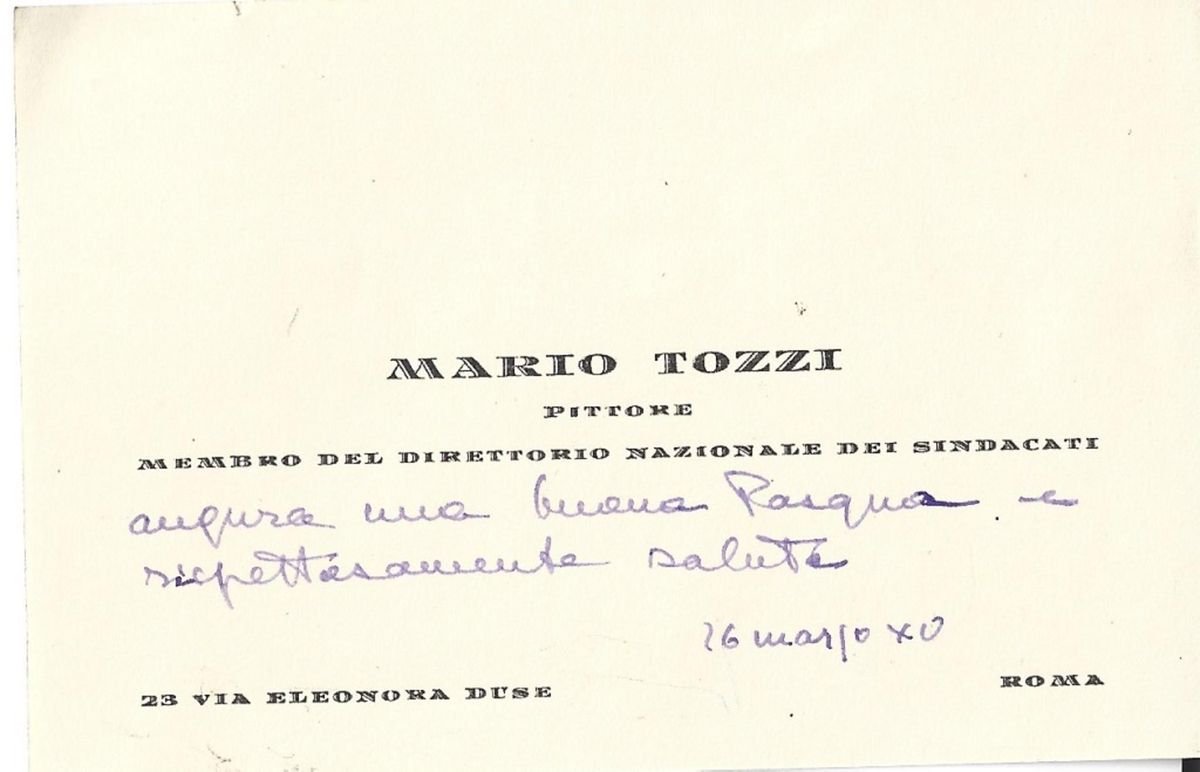 MARIO TOZZI
PITTORE
MEMBRO DEL DIRETTORIO NAZIONALE DEI SINDACATI
augura una buona Pasqua e
rispettosamente saluta
26 marzo XV
23 VIA ELEONORA DUSE
ROMA